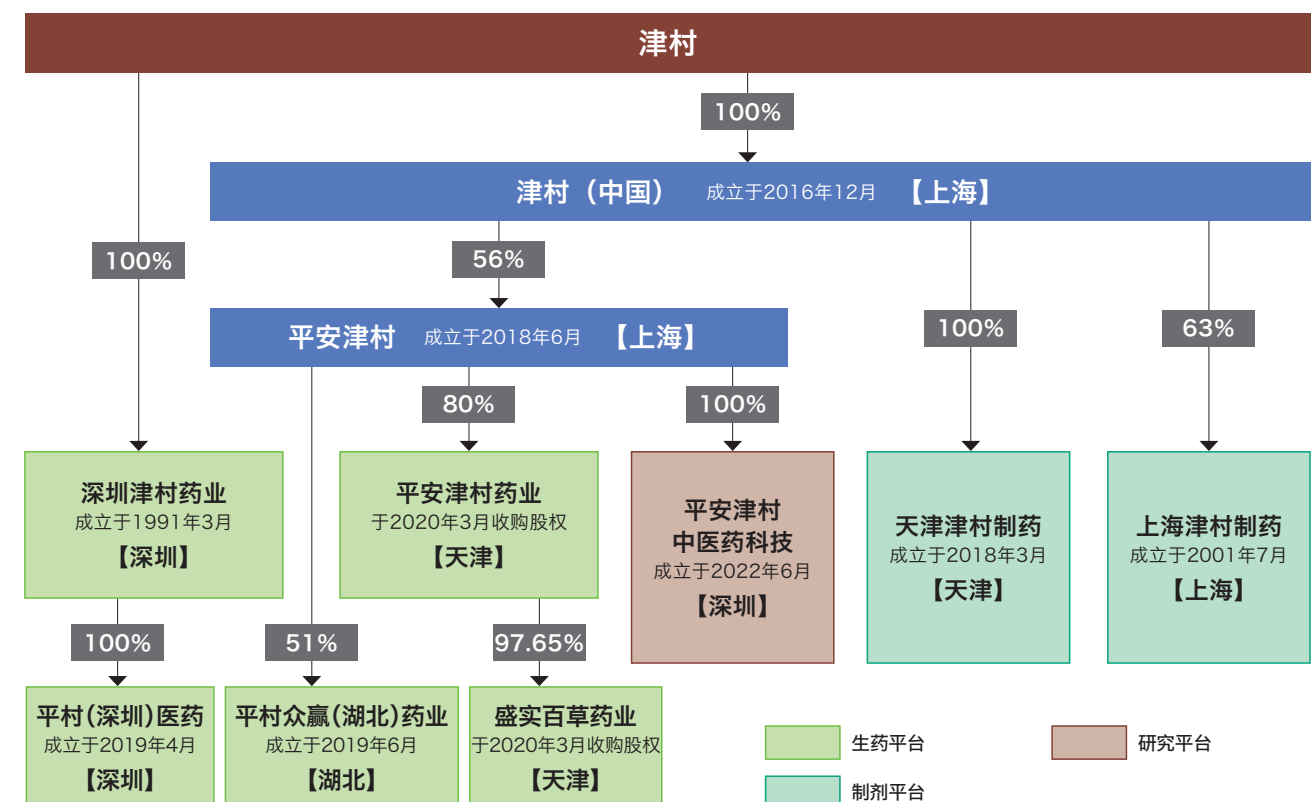 津村
100%
津村（中国） 成立于2016年12月 【上海】
100%
56%
平安津村 成立于2018年6月 【上海】
100%
63%
80%
100%
深圳津村药业
成立于1991年3月
【深圳】
平安津村药业
于2020年3月收购股权
【天津】
平安津村
中医药科技
成立于2022年6月
【深圳】
天津津村制药
成立于2018年3月
【天津】
上海津村制药
成立于2001年7月
【上海】
100%
51%
97.65%
平村(深圳)医药
成立于2019年4月
【深圳】
平村众赢(湖北)药业
成立于2019年6月
【湖北】
盛实百草药业
于2020年3月收购股权
【天津】
生药平台
研究平台
制剂平台